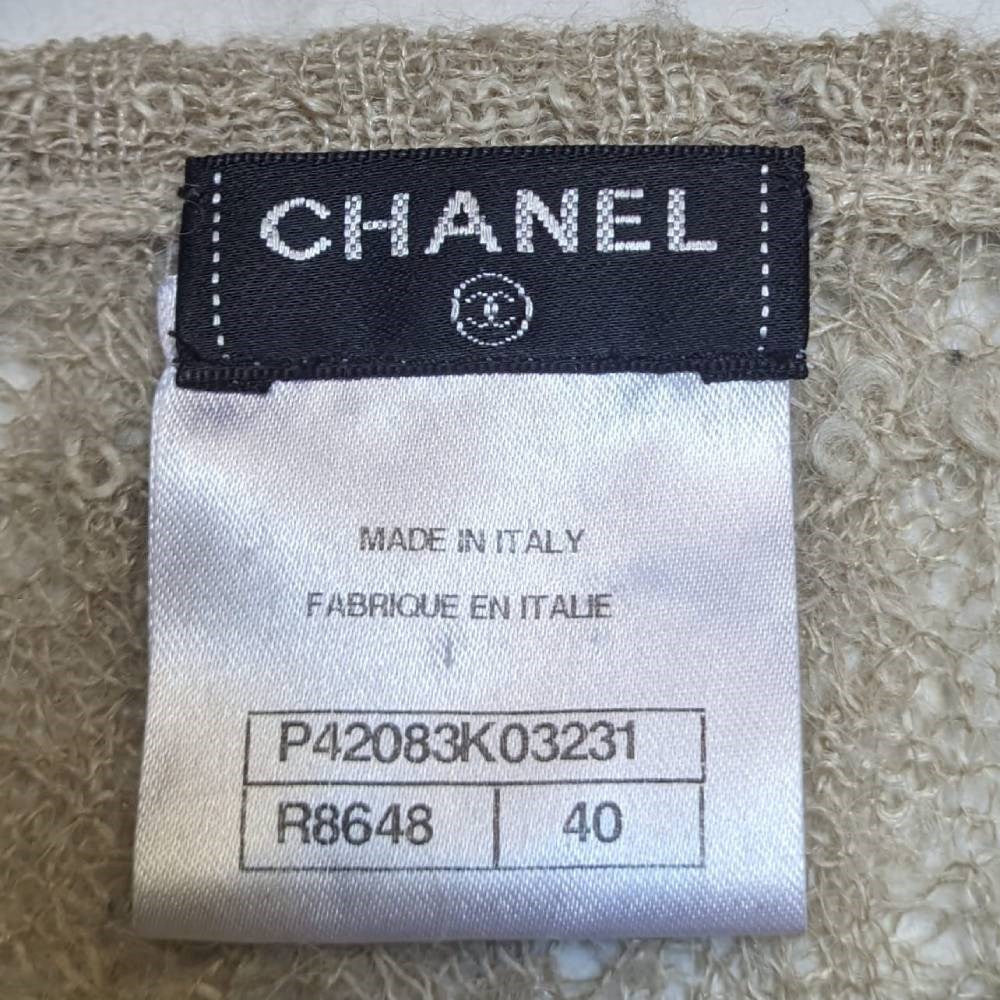 CHANEL
MADE IN ITALY
FABRIQUE EN ITALIE
P42083K03231
R8648 40